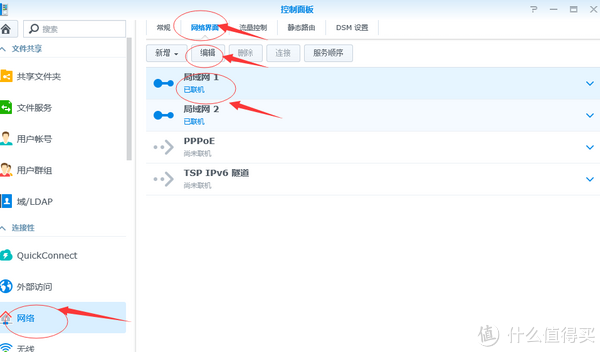 控制面板
搜索
文件共享
共享文件夹
文件服务
用户帐号
用户群组
域/LDAP
连接性
QuickConnect
外部访问
网络
无线
常规 网络界面 流量控制 静态路由 DSM 设置
新增 编辑 删除 连接 服务顺序
局域网 1
已联机
局域网 2
已联机
PPPoE
尚未联机
TSP IPv6 隧道
尚未联机
值 什么值得买